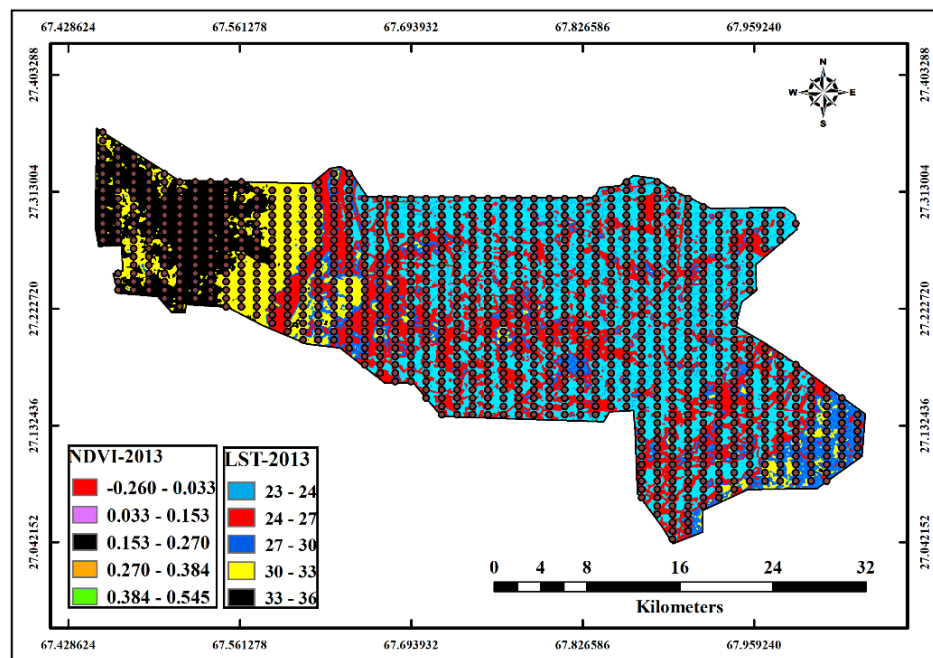 67.428624 67.561278 67.693932 67.826586 67.959240
27.403288 27.403288
N
W E
S
27.313004 27.313004
27.222720 27.222720
27.132436 27.132436
27.042152 27.042152
NDVI-2013
-0.260 - 0.033
0.033 - 0.153
0.153 - 0.270
0.270 - 0.384
0.384 - 0.545
LST-2013
23 - 24
24 - 27
27 - 30
30 - 33
33 - 36
0 4 8 16 24 32
Kilometers
67.428624 67.561278 67.693932 67.826586 67.959240